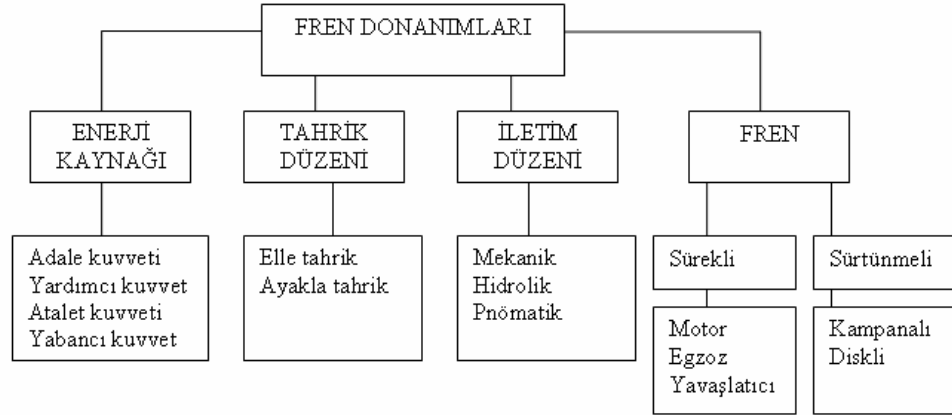 FREN DONANIMLARI
ENERJİ
KAYNAĞI
TAHRİK
DÜZENİ
İLETİM
DÜZENİ
FREN
Adale kuvveti
Yardımcı kuvvet
Atalet kuvveti
Yabancı kuvvet
Elle tahrik
Ayakla tahrik
Mekanik
Hidrolik
Pnömatik
Sürekli
Motor
Egzoz
Yavaşlatıcı
Sürtünmeli
Kampanalı
Diskli